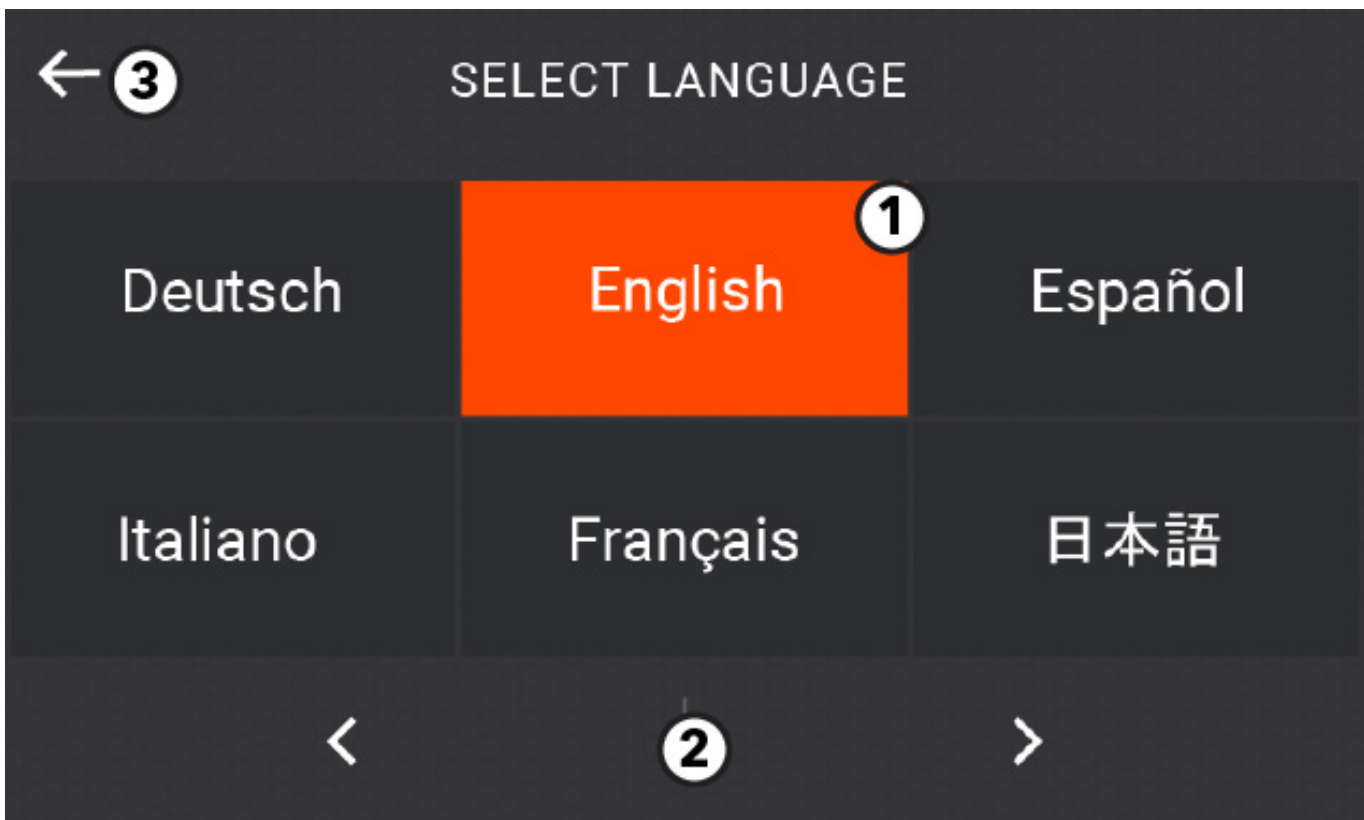 ← 3 SELECT LANGUAGE
1
Deutsch English Español
Italiano Français 日本語
< 2 >